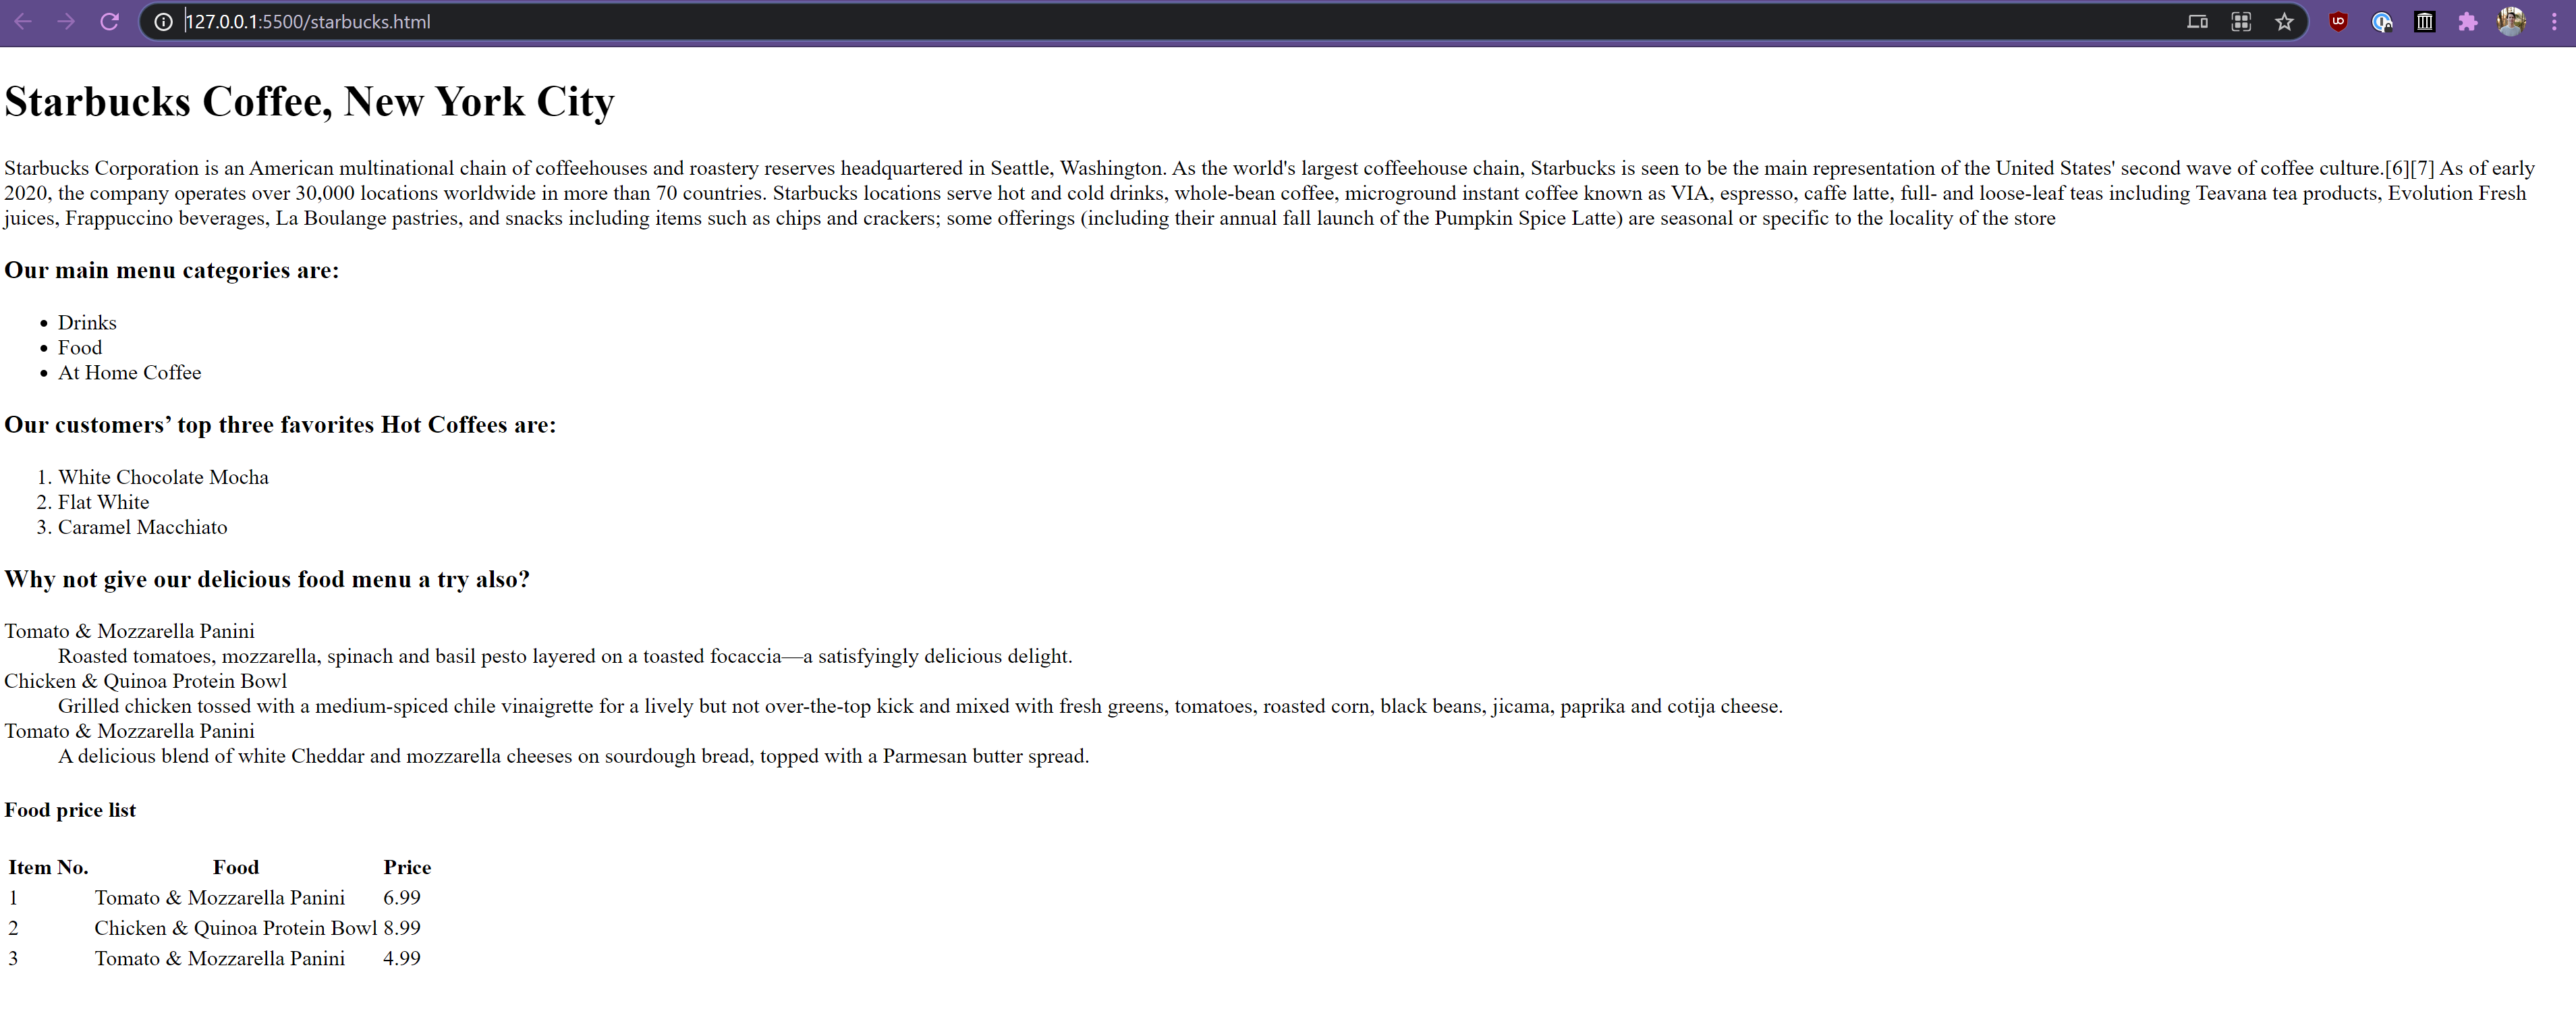 127.0.0.1:5500/starbucks.html
Starbucks Coffee, New York City
Starbucks Corporation is an American multinational chain of coffeehouses and roastery reserves headquartered in Seattle, Washington. As the world's largest coffeehouse chain, Starbucks is seen to be the main representation of the United States' second wave of coffee culture.[6][7] As of early
2020, the company operates over 30,000 locations worldwide in more than 70 countries. Starbucks locations serve hot and cold drinks, whole-bean coffee, microground instant coffee known as VIA, espresso, caffe latte, full- and loose-leaf teas including Teavana tea products, Evolution Fresh
juices, Frappuccino beverages, La Boulange pastries, and snacks including items such as chips and crackers; some offerings (including their annual fall launch of the Pumpkin Spice Latte) are seasonal or specific to the locality of the store
Our main menu categories are:
• Drinks
• Food
• At Home Coffee
Our customers’ top three favorites Hot Coffees are:
1. White Chocolate Mocha
2. Flat White
3. Caramel Macchiato
Why not give our delicious food menu a try also?
Tomato & Mozzarella Panini
Roasted tomatoes, mozzarella, spinach and basil pesto layered on a toasted focaccia—a satisfyingly delicious delight.
Chicken & Quinoa Protein Bowl
Grilled chicken tossed with a medium-spiced chile vinaigrette for a lively but not over-the-top kick and mixed with fresh greens, tomatoes, roasted corn, black beans, jicama, paprika and cotija cheese.
Tomato & Mozzarella Panini
A delicious blend of white Cheddar and mozzarella cheeses on sourdough bread, topped with a Parmesan butter spread.
Food price list
Item No. Food Price
1 Tomato & Mozzarella Panini 6.99
2 Chicken & Quinoa Protein Bowl 8.99
3 Tomato & Mozzarella Panini 4.99